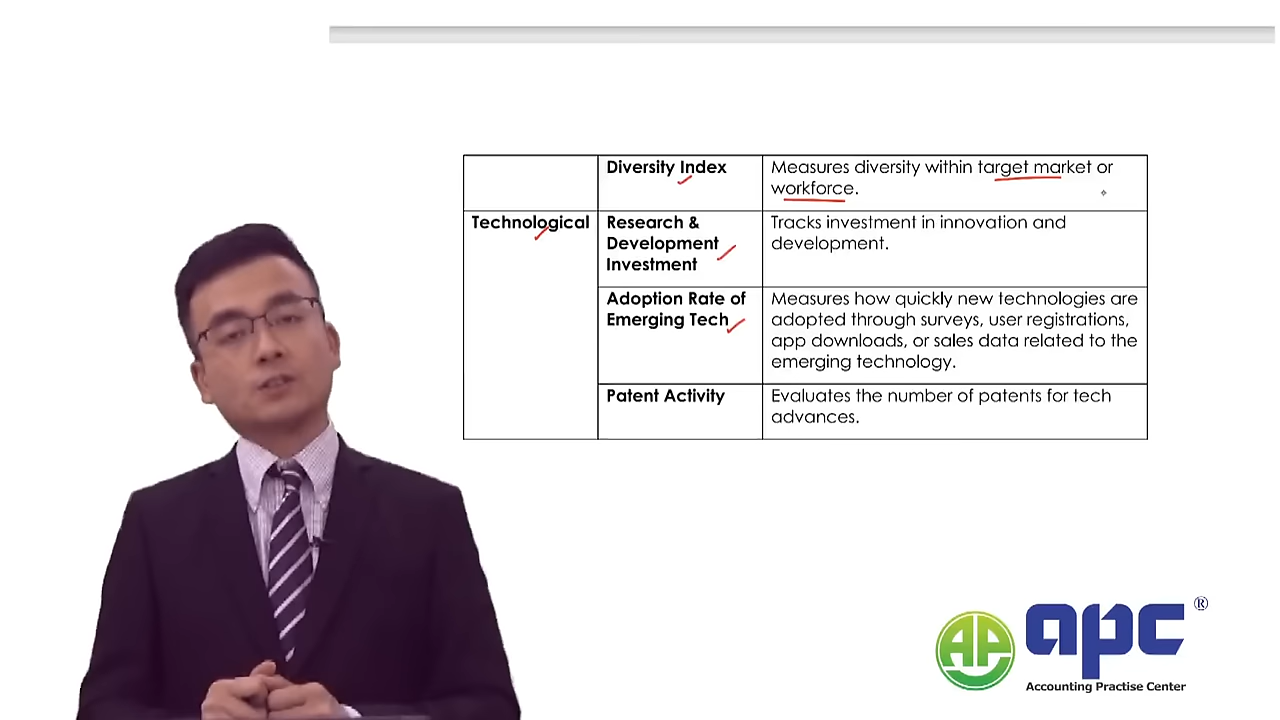 Diversity Index
Measures diversity within target market or
workforce.
Technological
Research &
Development
Investment
Tracks investment in innovation and
development.
Adoption Rate of
Emerging Tech
Measures how quickly new technologies are
adopted through surveys, user registrations,
app downloads, or sales data related to the
emerging technology.
Patent Activity
Evaluates the number of patents for tech
advances.
AP
apc ®
Accounting Practise Center